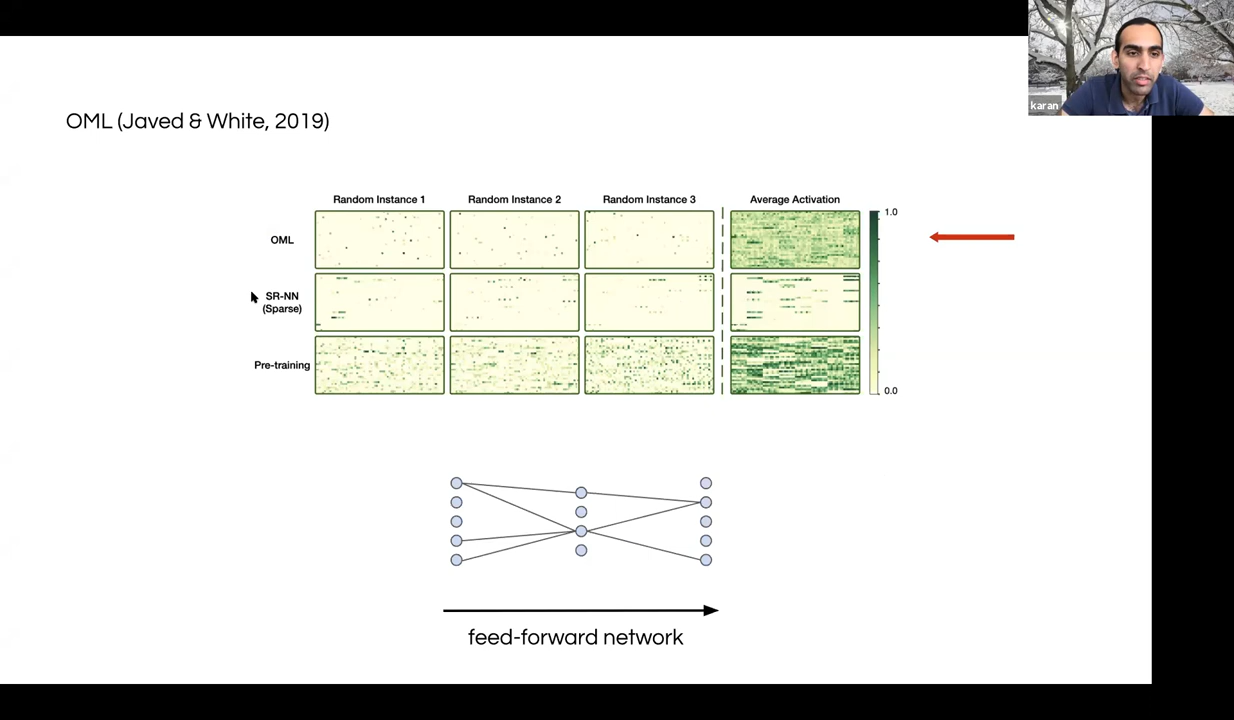 karan
OML (Javed & White, 2019)
Random Instance 1 Random Instance 2 Random Instance 3 Average Activation
1.0
OML
SR-NN
(Sparse)
Pre-training
0.0
feed-forward network